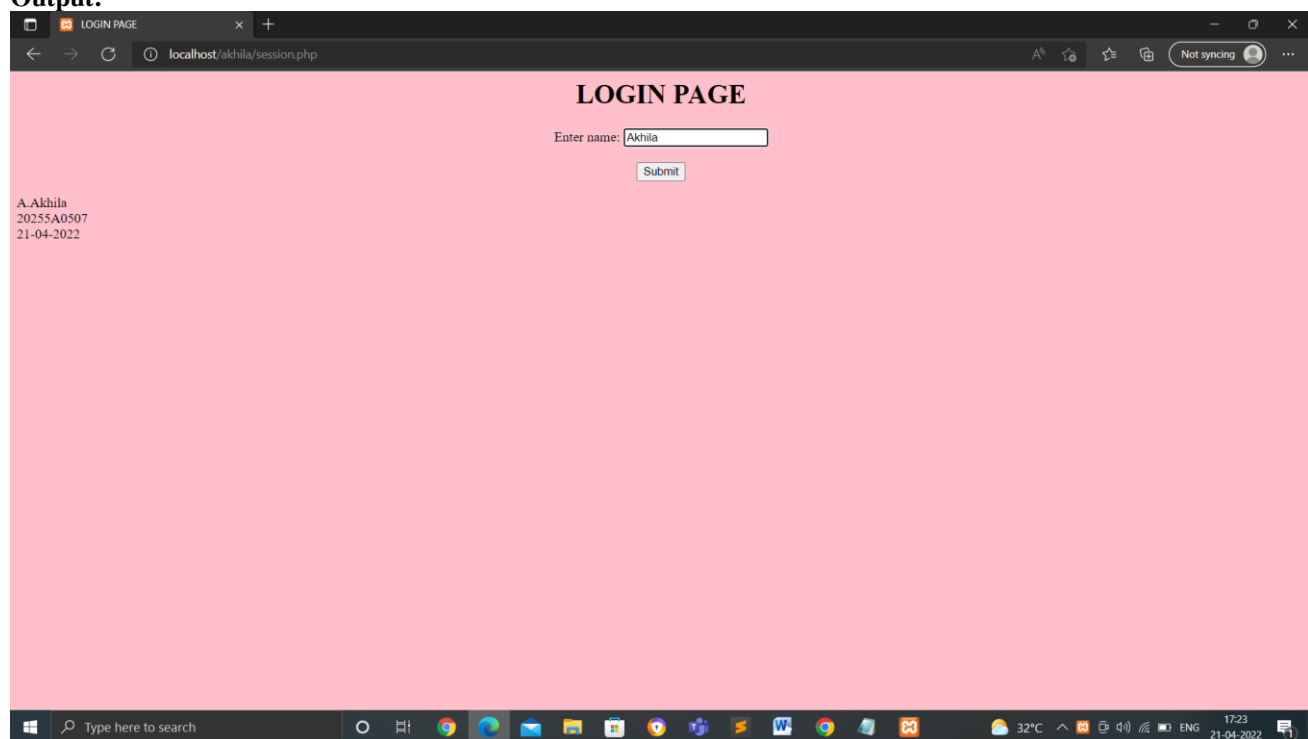 Output:
LOGIN PAGE
localhost/akhila/session.php
Not syncing
LOGIN PAGE
Enter name: Akhila
Submit
A.Akhila
20255A0507
21-04-2022
Type here to search
32°C
ENG
17:23
21-04-2022